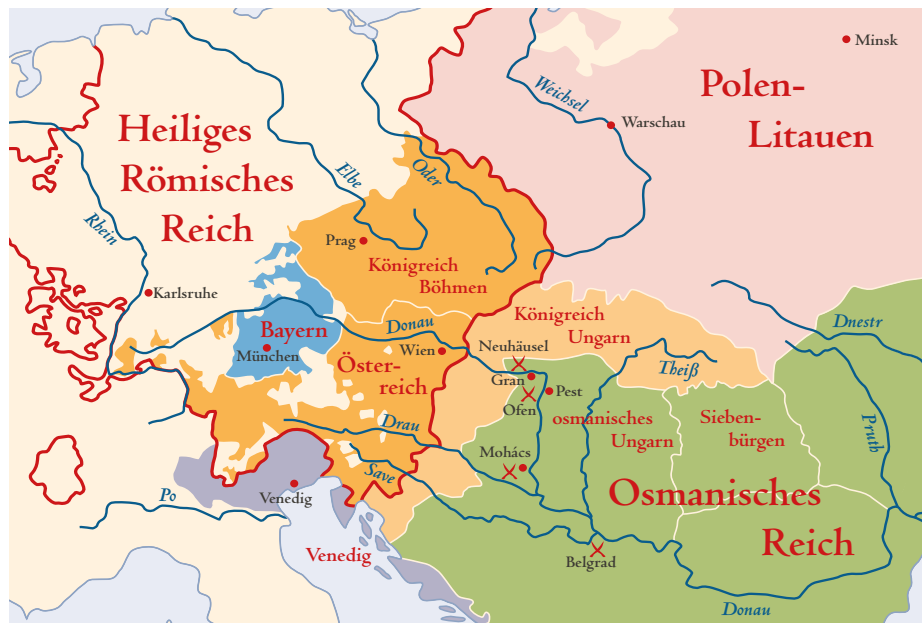 Minsk
Polen-
Litauen
Weichsel
Warschau
Heiliges
Römisches
Reich
Elbe
Oder
Rhein
Prag
Königreich
Böhmen
Karlsruhe
Bayern
München
Donau
Wien
Öster-
reich
Königreich
Ungarn
Neuhäusel
Gran
Ofen
Pest
Theiß
Dnestr
Pruth
osmanisches
Ungarn
Sieben-
bürgen
Drau
Save
Mohács
Osmanisches
Reich
Po
Venedig
Venedig
Belgrad
Donau